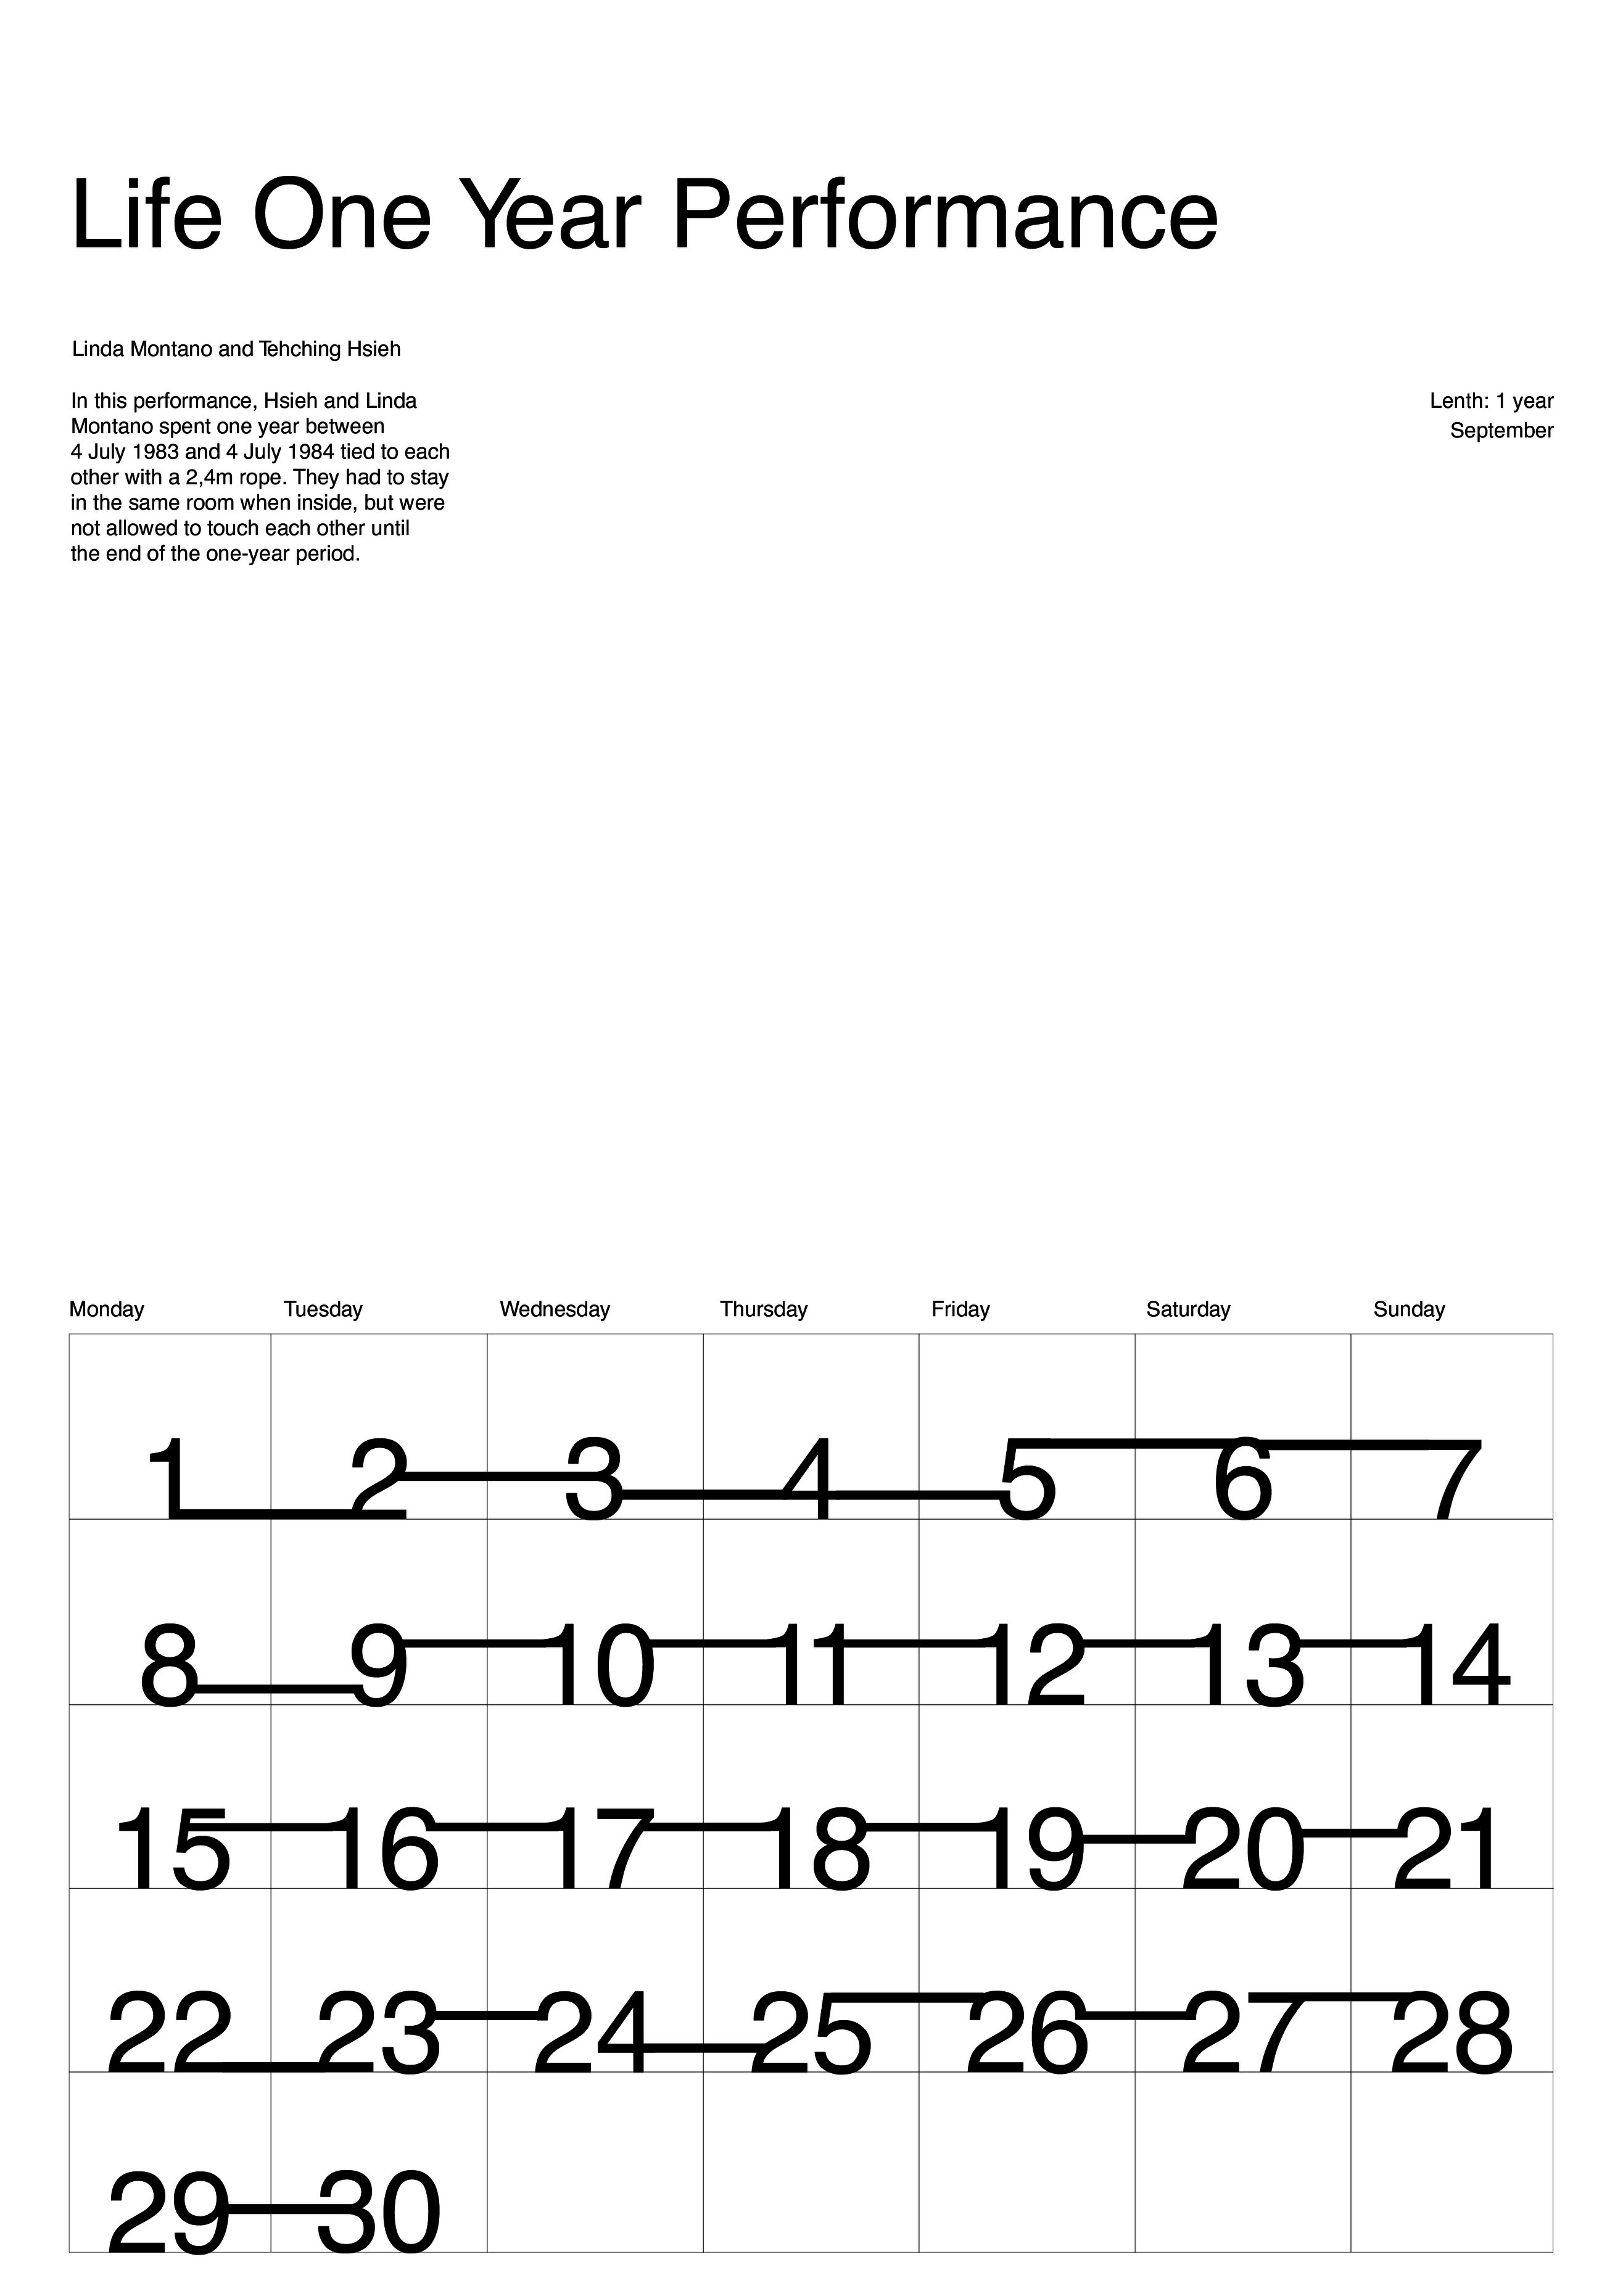 Life One Year Performance
Linda Montano and Tehching Hsieh
In this performance, Hsieh and Linda
Montano spent one year between
4 July 1983 and 4 July 1984 tied to each
other with a 2,4m rope. They had to stay
in the same room when inside, but were
not allowed to touch each other until
the end of the one-year period.
Lenth: 1 year
September
Monday Tuesday Wednesday Thursday Friday Saturday Sunday
1 2 3 4 5 6 7
8 9 10 11 12 13 14
15 16 17 18 19 20 21
22 23 24 25 26 27 28
29 30